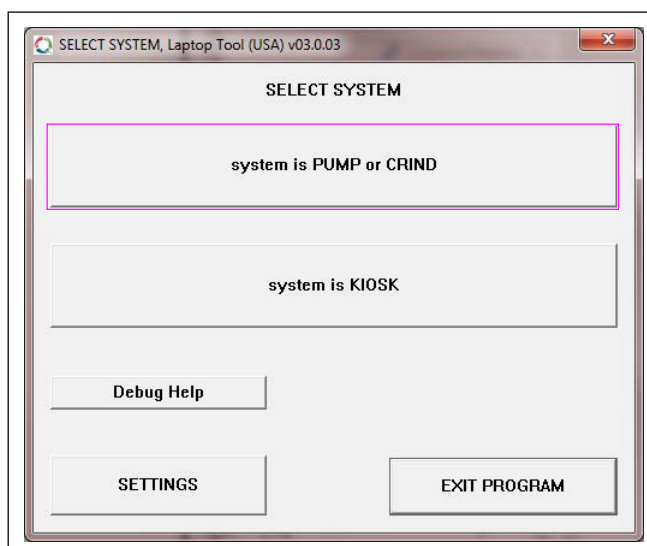 SELECT SYSTEM, Laptop Tool (USA) v03.0.03
SELECT SYSTEM
system is PUMP or CRIND
system is KIOSK
Debug Help
SETTINGS
EXIT PROGRAM